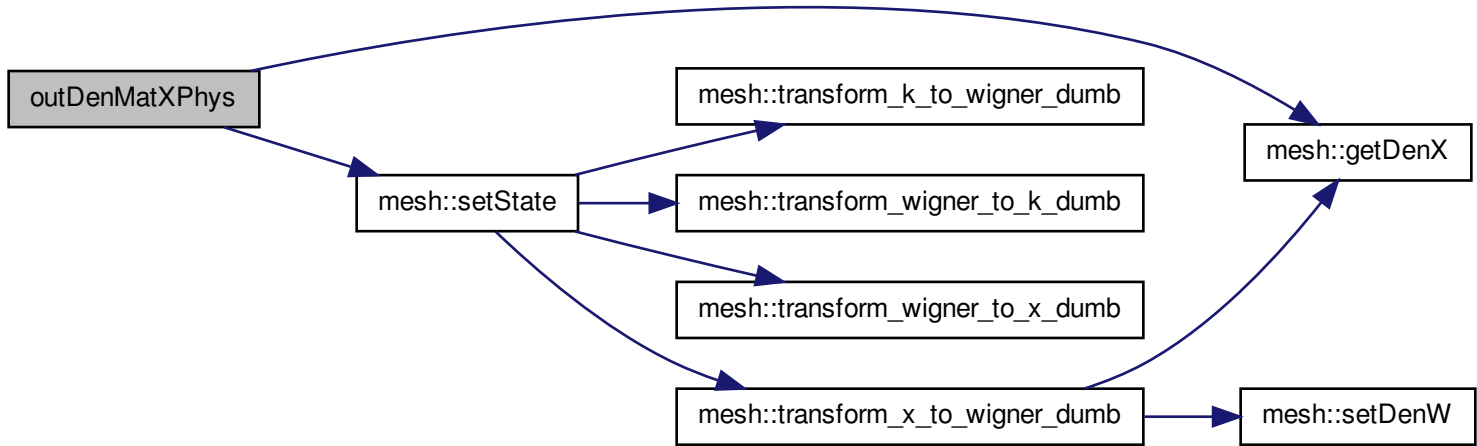 outDenMatXPhys
mesh::setState
mesh::transform_k_to_wigner_dumb
mesh::transform_wigner_to_k_dumb
mesh::transform_wigner_to_x_dumb
mesh::transform_x_to_wigner_dumb
mesh::getDenX
mesh::setDenW